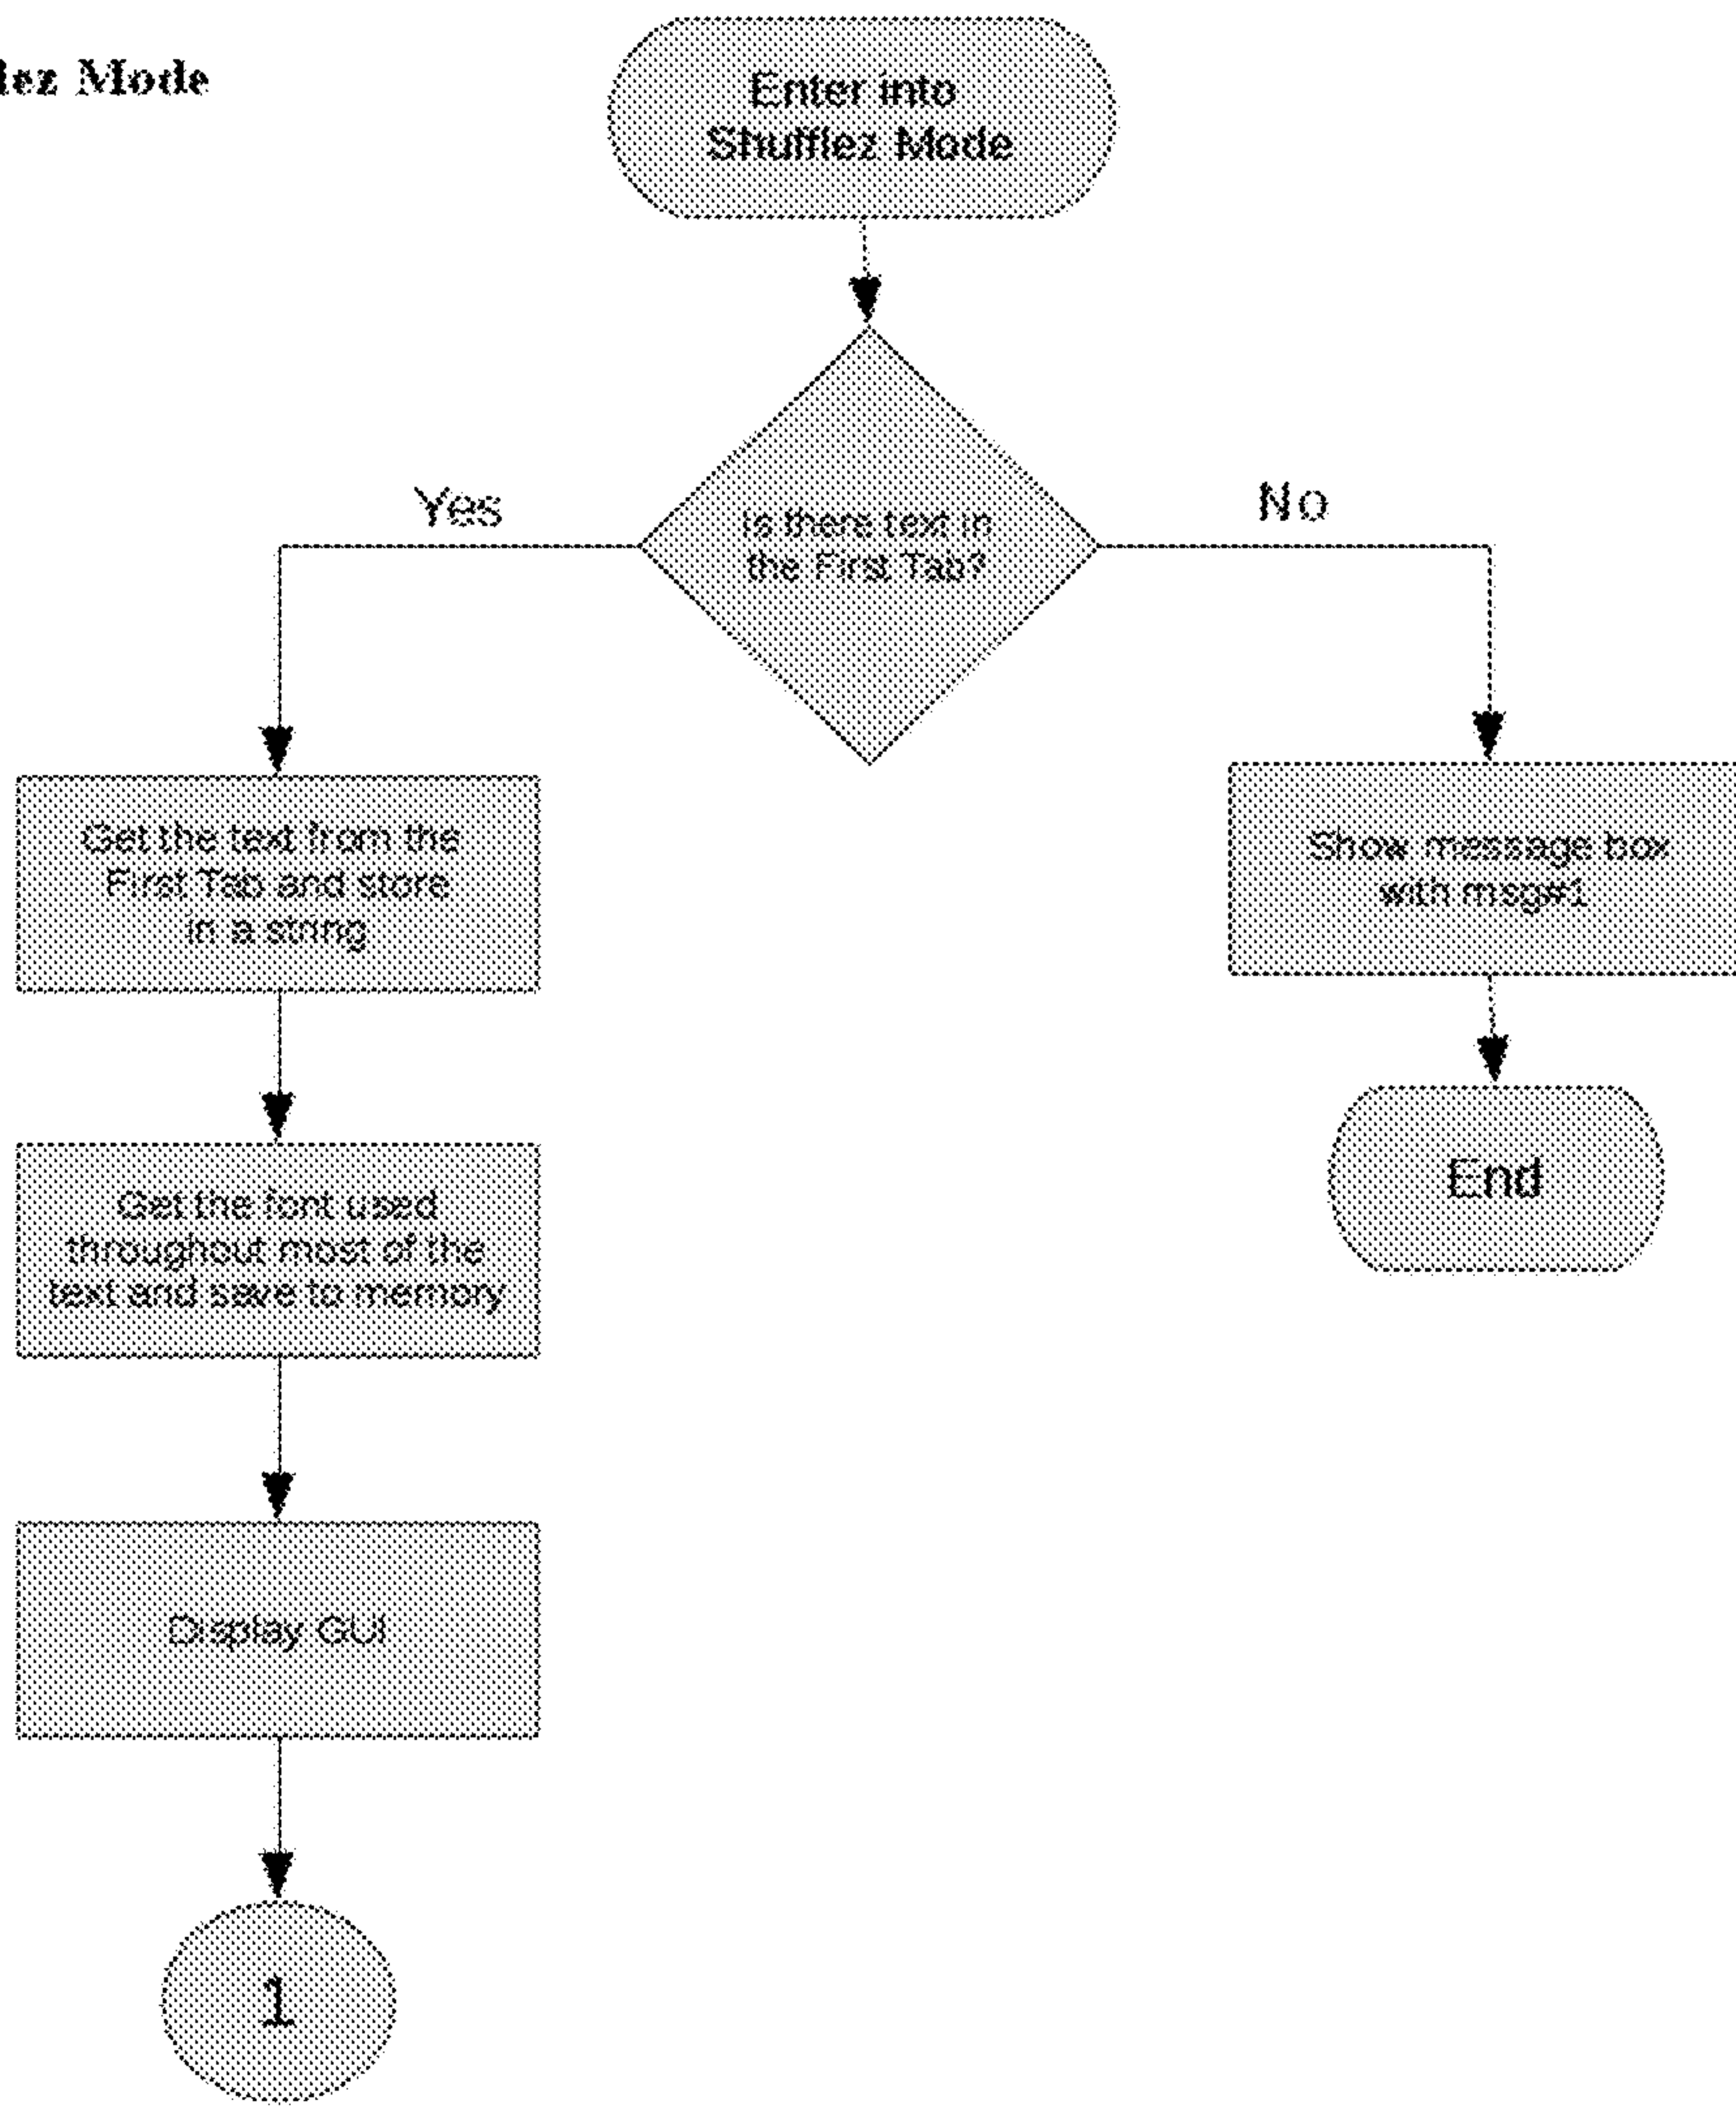 lez Mode
Enter into
Shufflez Mode
Is there text in
the First Tab?
Yes
No
Get the text from the
First Tab and store
in a string
Show message box
with msg#1
Get the font used
throughout most of the
text and save to memory
End
Display GUI
1